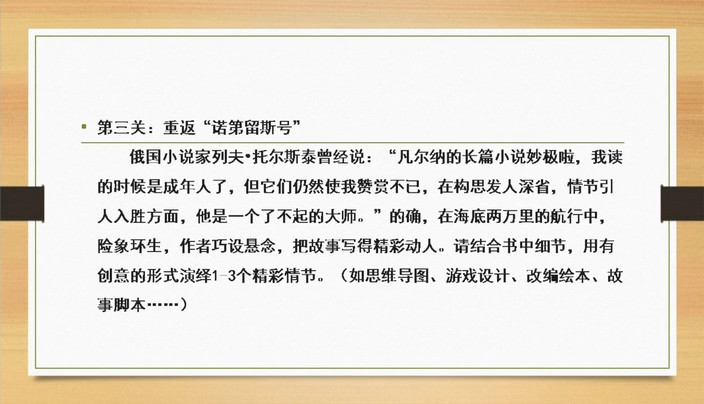 第三关：重返“诺第留斯号”
俄国小说家列夫•托尔斯泰曾经说：“凡尔纳的长篇小说妙极啦，我读
的时候是成年人了，但它们仍然使我赞赏不已，在构思发人深省，情节引
人入胜方面，他是一个了不起的大师。”的确，在海底两万里的航行中，
险象环生，作者巧设悬念，把故事写得精彩动人。请结合书中细节，用有
创意的形式演绎1-3个精彩情节。（如思维导图、游戏设计、改编绘本、故
事脚本……）